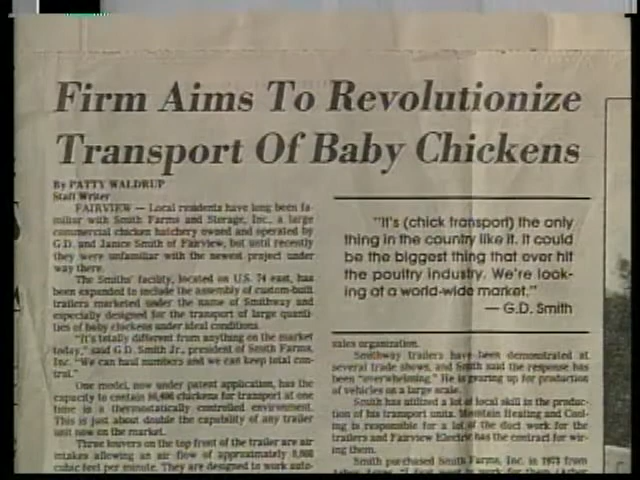 Firm Aims To Revolutionize
Transport Of Baby Chickens
By PATTY WALDRUP
Staff Writer
FAIRVIEW — Local residents have long been fa-
miliar with Smith Farms and Storage, Inc., a large
commercial chicken hatchery owned and operated by
G.D. and Janice Smith of Fairview, but until recently
they were unfamiliar with the newest project under
way there.
The Smiths' facility, located on U.S. 74 east, has
been expanded to include the assembly of custom-built
trailers marketed under the name of Smithway and
especially designed for the transport of large quanti-
ties of baby chickens under ideal conditions.
"It's totally different from anything on the market
today," said G.D. Smith Jr., president of Smith Farms,
Inc. "We can haul numbers and we can keep total con-
trol."
One model, now under patent application, has the
capacity to contain chickens for transport at one
time in a thermostatically controlled environment.
This is just about double the capability of any trailer
unit now on the market.
Three louvers on the top front of the trailer are air
intakes allowing an air flow of approximately
cubic feet per minute. They are designed to work auto-
"It's (chick transport) the only
thing in the country like it. It could
be the biggest thing that ever hit
the poultry industry. We're look-
ing at a world-wide market."
— G.D. Smith
sales organization.
Smithway trailers have been demonstrated at
several trade shows, and Smith said the response has
been "overwhelming." He is gearing up for production
of vehicles on a large scale.
Smith has utilized a lot of local skill in the produc-
tion of his transport units. Mountain Heating and Cool-
ing is responsible for a lot of the duct work for the
trailers and Fairview Electric has the contract for wir-
ing them.
Smith purchased Smith Farms, Inc. in 1973 from